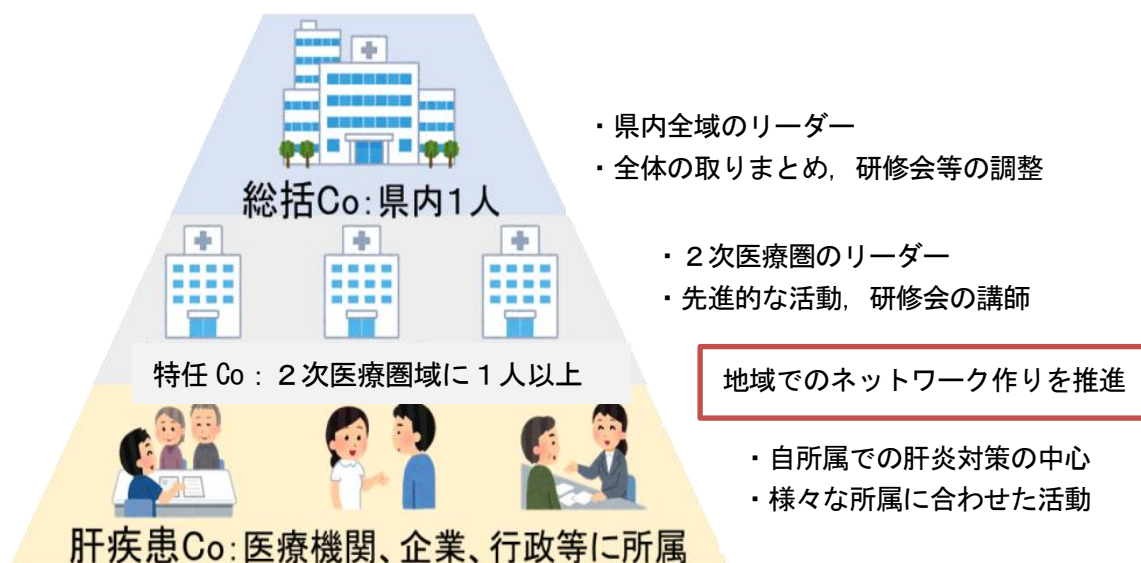 総括Co:県内1人
・県内全域のリーダー
・全体の取りまとめ，研修会等の調整
特任 Co：２次医療圏域に１人以上
・２次医療圏のリーダー
・先進的な活動，研修会の講師
地域でのネットワーク作りを推進
肝疾患Co:医療機関、企業、行政等に所属
・自所属での肝炎対策の中心
・様々な所属に合わせた活動